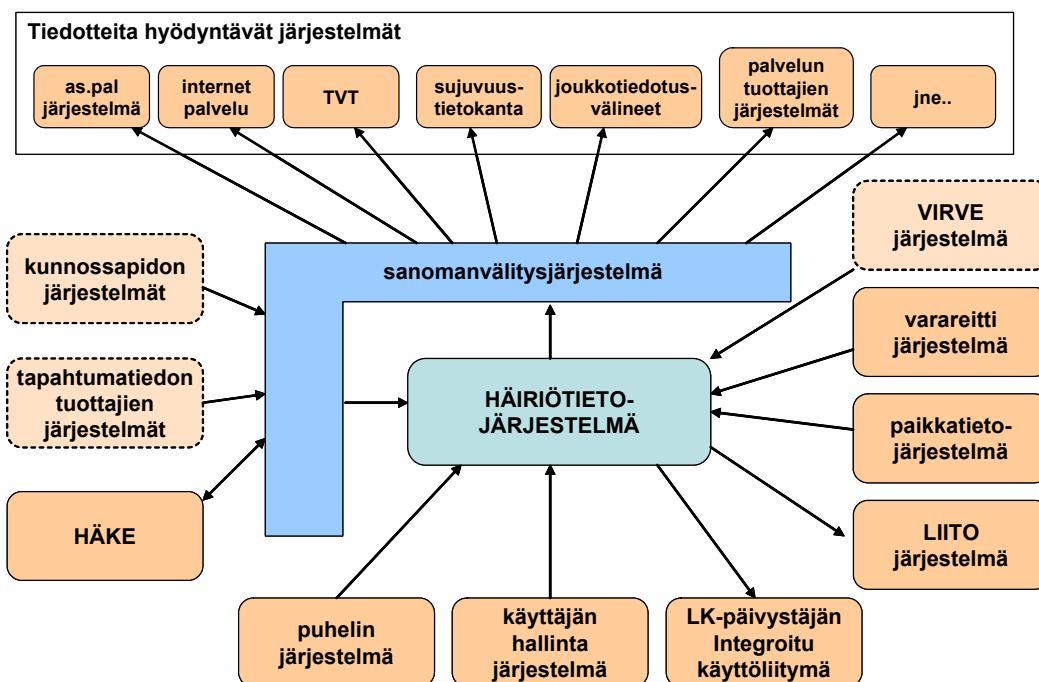 Tiedotteita hyödyntävät järjestelmät
as.pal
järjestelmä
internet
palvelu
TVT
sujuvuus-
tietokanta
joukkotiedotus-
välineet
palvelun
tuottajien
järjestelmät
jne..
VIRVE
järjestelmä
kunnossapidon
järjestelmät
sanomanvälitysjärjestelmä
varareitti
järjestelmä
tapahtumatiedon
tuottajien
järjestelmät
HÄIRIÖTIETO-
JÄRJESTELMÄ
paikkatieto-
järjestelmä
HÄKE
LIITO
järjestelmä
puhelin
järjestelmä
käyttäjän
hallinta
järjestelmä
LK-päivystäjän
Integroitu
käyttöliitymä